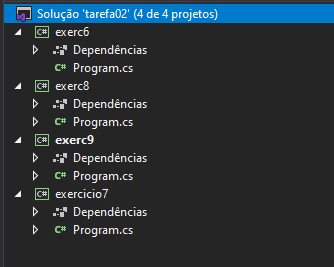 Solução 'tarefa02' (4 de 4 projetos)
C# exerc6
Dependências
C# Program.cs
C# exerc8
Dependências
C# Program.cs
C# exerc9
Dependências
C# Program.cs
C# exercicio7
Dependências
C# Program.cs